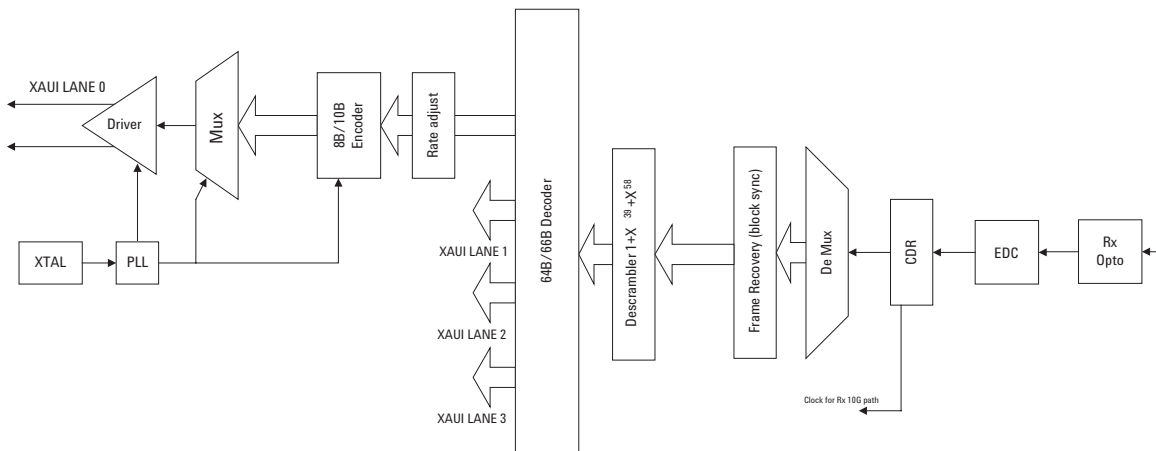 XAUI LANE 0
Driver
Mux
8B/10B
Encoder
Rate adjust
XTAL
PLL
XAUI LANE 1
XAUI LANE 2
XAUI LANE 3
64B/66B Decoder
Descrambler 1+X 39 +X 58
Frame Recovery (block sync)
De Mux
CDR
EDC
Rx
Opto
Clock for Rx 10G path